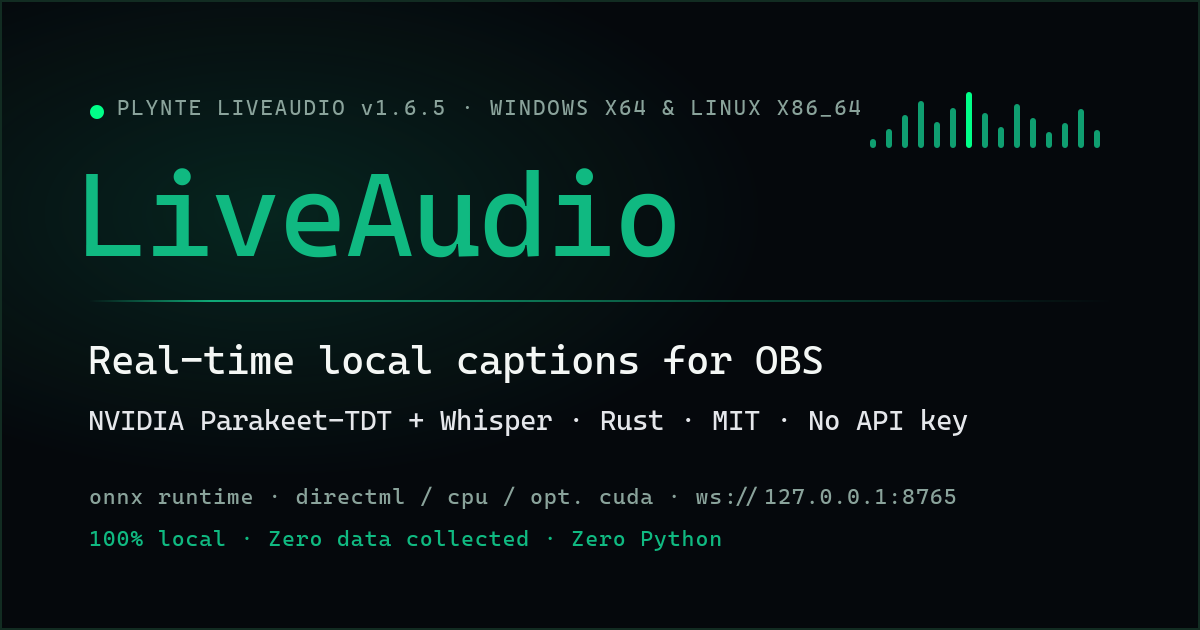 PLYNTE LIVEAUDIO v1.6.5 · WINDOWS X64 & LINUX X86_64
LiveAudio
Real-time local captions for OBS
NVIDIA Parakeet-TDT + Whisper · Rust · MIT · No API key
onnx runtime · directml / cpu / opt. cuda · ws://127.0.0.1:8765
100% local · Zero data collected · Zero Python